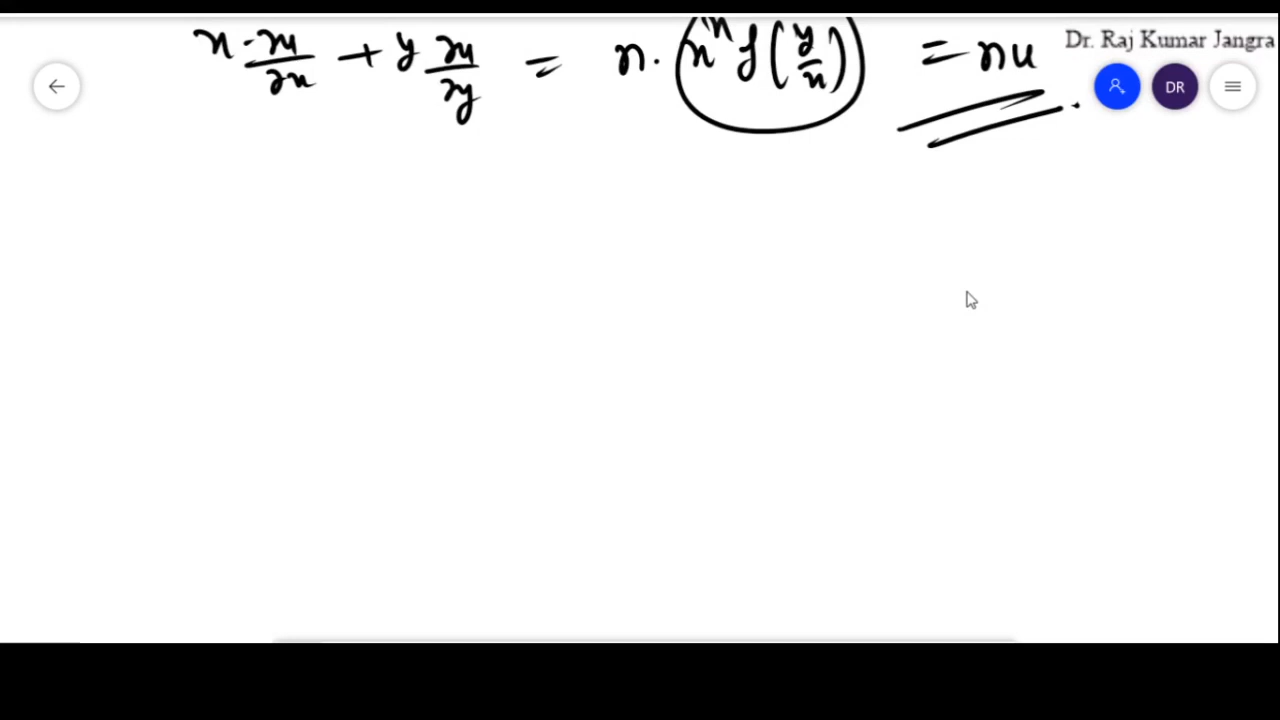 x · ∂u/∂x + y ∂u/∂y = n · (xⁿ f(y/x)) = nu
Dr. Raj Kumar Jangra
DR